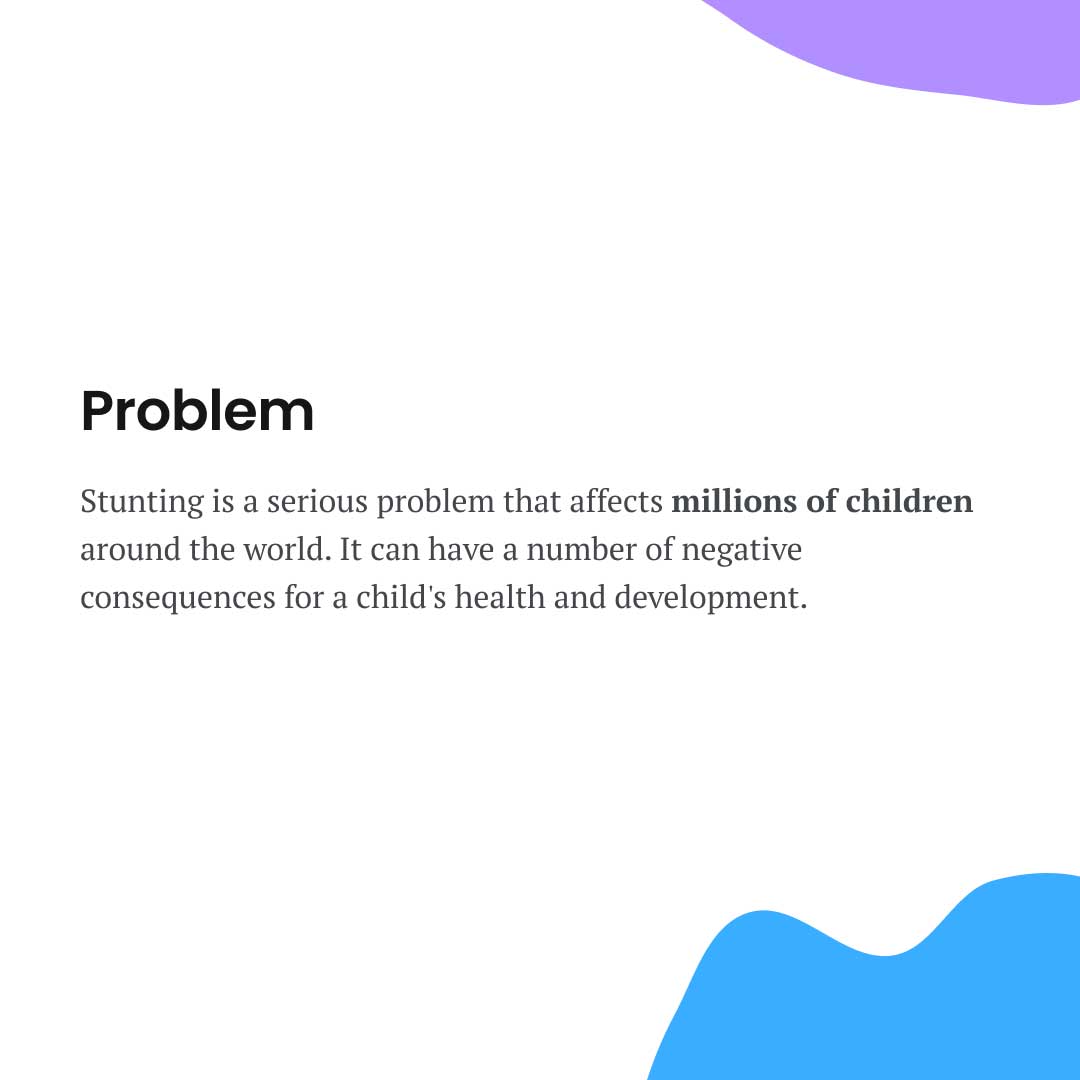 Problem
Stunting is a serious problem that affects millions of children
around the world. It can have a number of negative
consequences for a child's health and development.